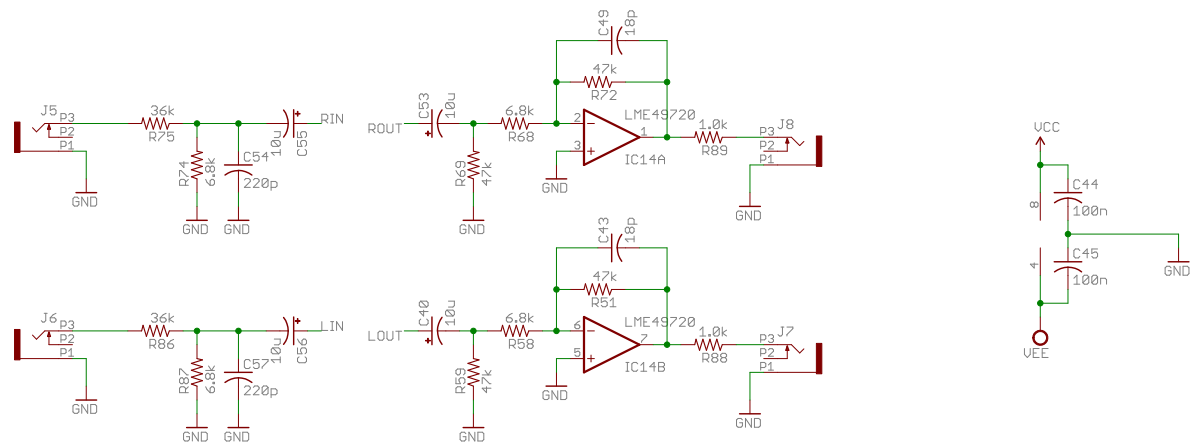 J5
P3
P2
P1
GND
36k
R75
R74
6.8k
GND
C54
220p
GND
10u
C55
RIN
ROUT
C53
10u
R69
47k
GND
6.8k
R68
C49
18p
47k
R72
LME49720
2
3
1
IC14A
GND
1.0k
R89
J8
P3
P2
P1
GND
J6
P3
P2
P1
GND
36k
R86
R87
6.8k
GND
C57
220p
GND
10u
C56
LIN
LOUT
C40
10u
R59
47k
GND
6.8k
R58
C43
18p
47k
R51
LME49720
6
5
7
IC14B
GND
1.0k
R88
J7
P3
P2
P1
GND
VCC
8
C44
100n
4
C45
100n
GND
VEE